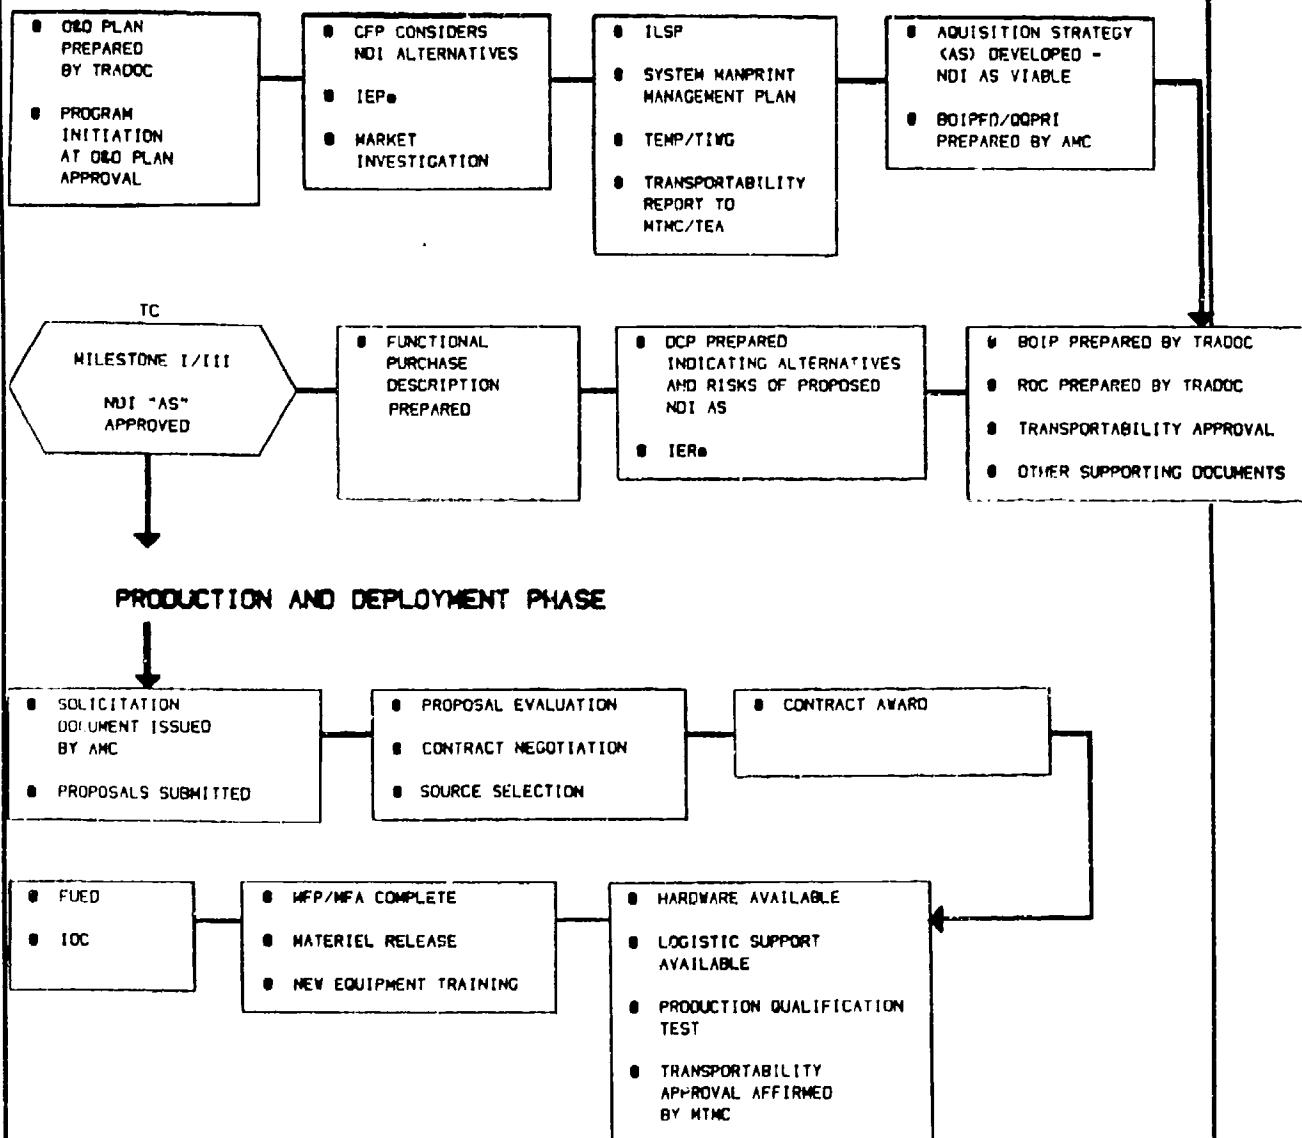 O&O PLAN
PREPARED
BY TRADOC
PROGRAM
INITIATION
AT O&O PLAN
APPROVAL
CFP CONSIDERS
NDI ALTERNATIVES
IEPs
MARKET
INVESTIGATION
ILSP
SYSTEM MANPRINT
MANAGEMENT PLAN
TEMP/TIWG
TRANSPORTABILITY
REPORT TO
MTMC/TEA
AQUISITION STRATEGY
(AS) DEVELOPED -
NDI AS VIABLE
BOIPFD/QQPRI
PREPARED BY AMC
TC
MILESTONE I/III
NDI "AS"
APPROVED
FUNCTIONAL
PURCHASE
DESCRIPTION
PREPARED
DCP PREPARED
INDICATING ALTERNATIVES
AND RISKS OF PROPOSED
NDI AS
IERs
BOIP PREPARED BY TRADOC
ROC PREPARED BY TRADOC
TRANSPORTABILITY APPROVAL
OTHER SUPPORTING DOCUMENTS
PRODUCTION AND DEPLOYMENT PHASE
SOLICITATION
DOCUMENT ISSUED
BY AMC
PROPOSALS SUBMITTED
PROPOSAL EVALUATION
CONTRACT NEGOTIATION
SOURCE SELECTION
CONTRACT AWARD
FUED
IOC
MFP/MFA COMPLETE
MATERIEL RELEASE
NEW EQUIPMENT TRAINING
HARDWARE AVAILABLE
LOGISTIC SUPPORT
AVAILABLE
PRODUCTION QUALIFICATION
TEST
TRANSPORTABILITY
APPROVAL AFFIRMED
BY MTMC